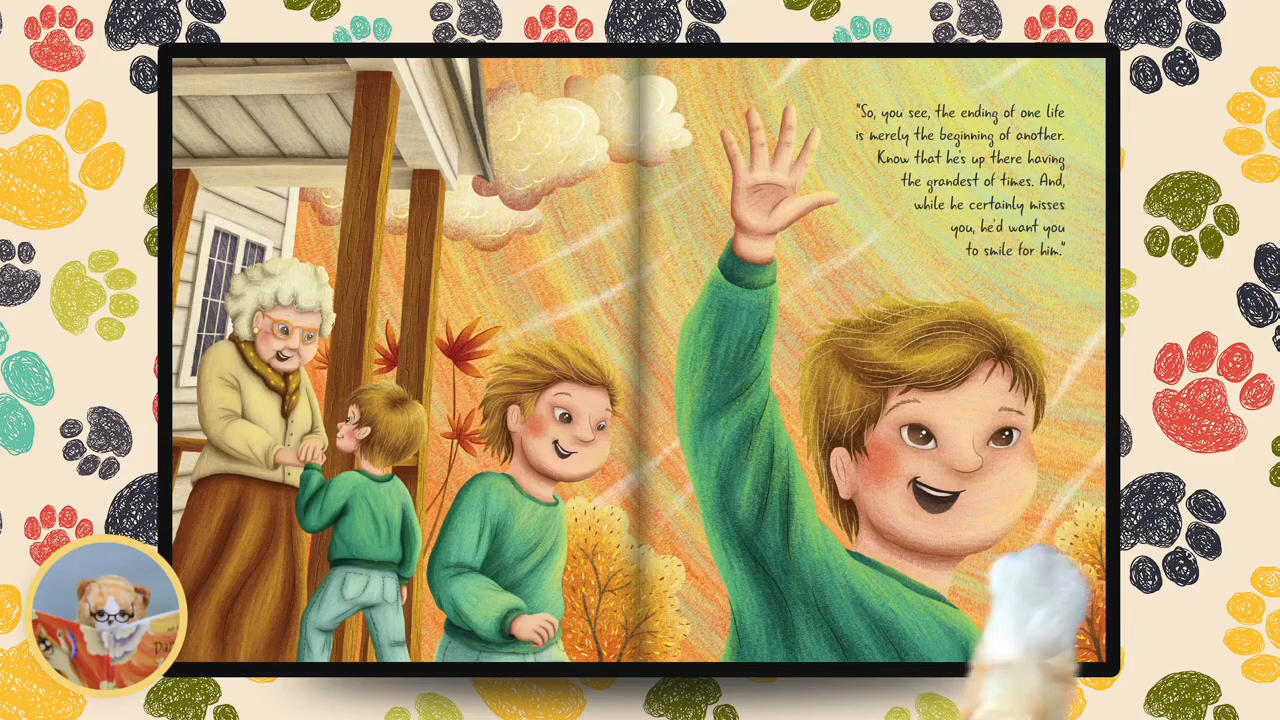 "So, you see, the ending of one life
is merely the beginning of another.
Know that he's up there having
the grandest of times. And,
while he certainly misses
you, he'd want you
to smile for him."